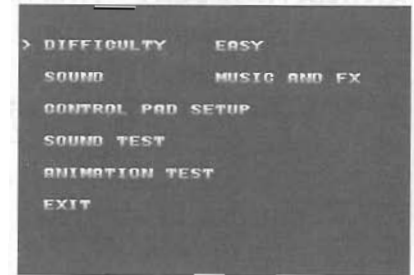 > DIFFICULTY EASY
SOUND MUSIC AND FX
CONTROL PAD SETUP
SOUND TEST
ANIMATION TEST
EXIT